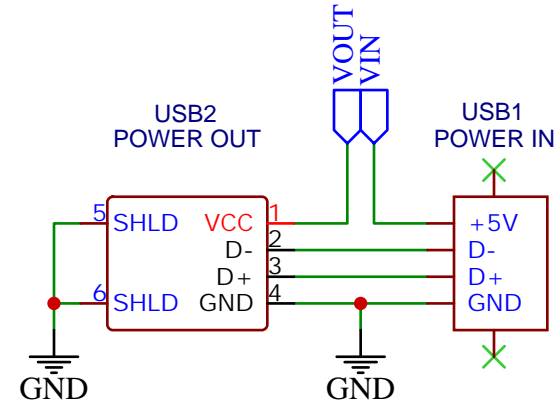 VOUT
VIN
USB2
POWER OUT
USB1
POWER IN
5 SHLD VCC 1
D- 2
D+ 3
6 SHLD GND 4
+5V
D-
D+
GND
GND
GND